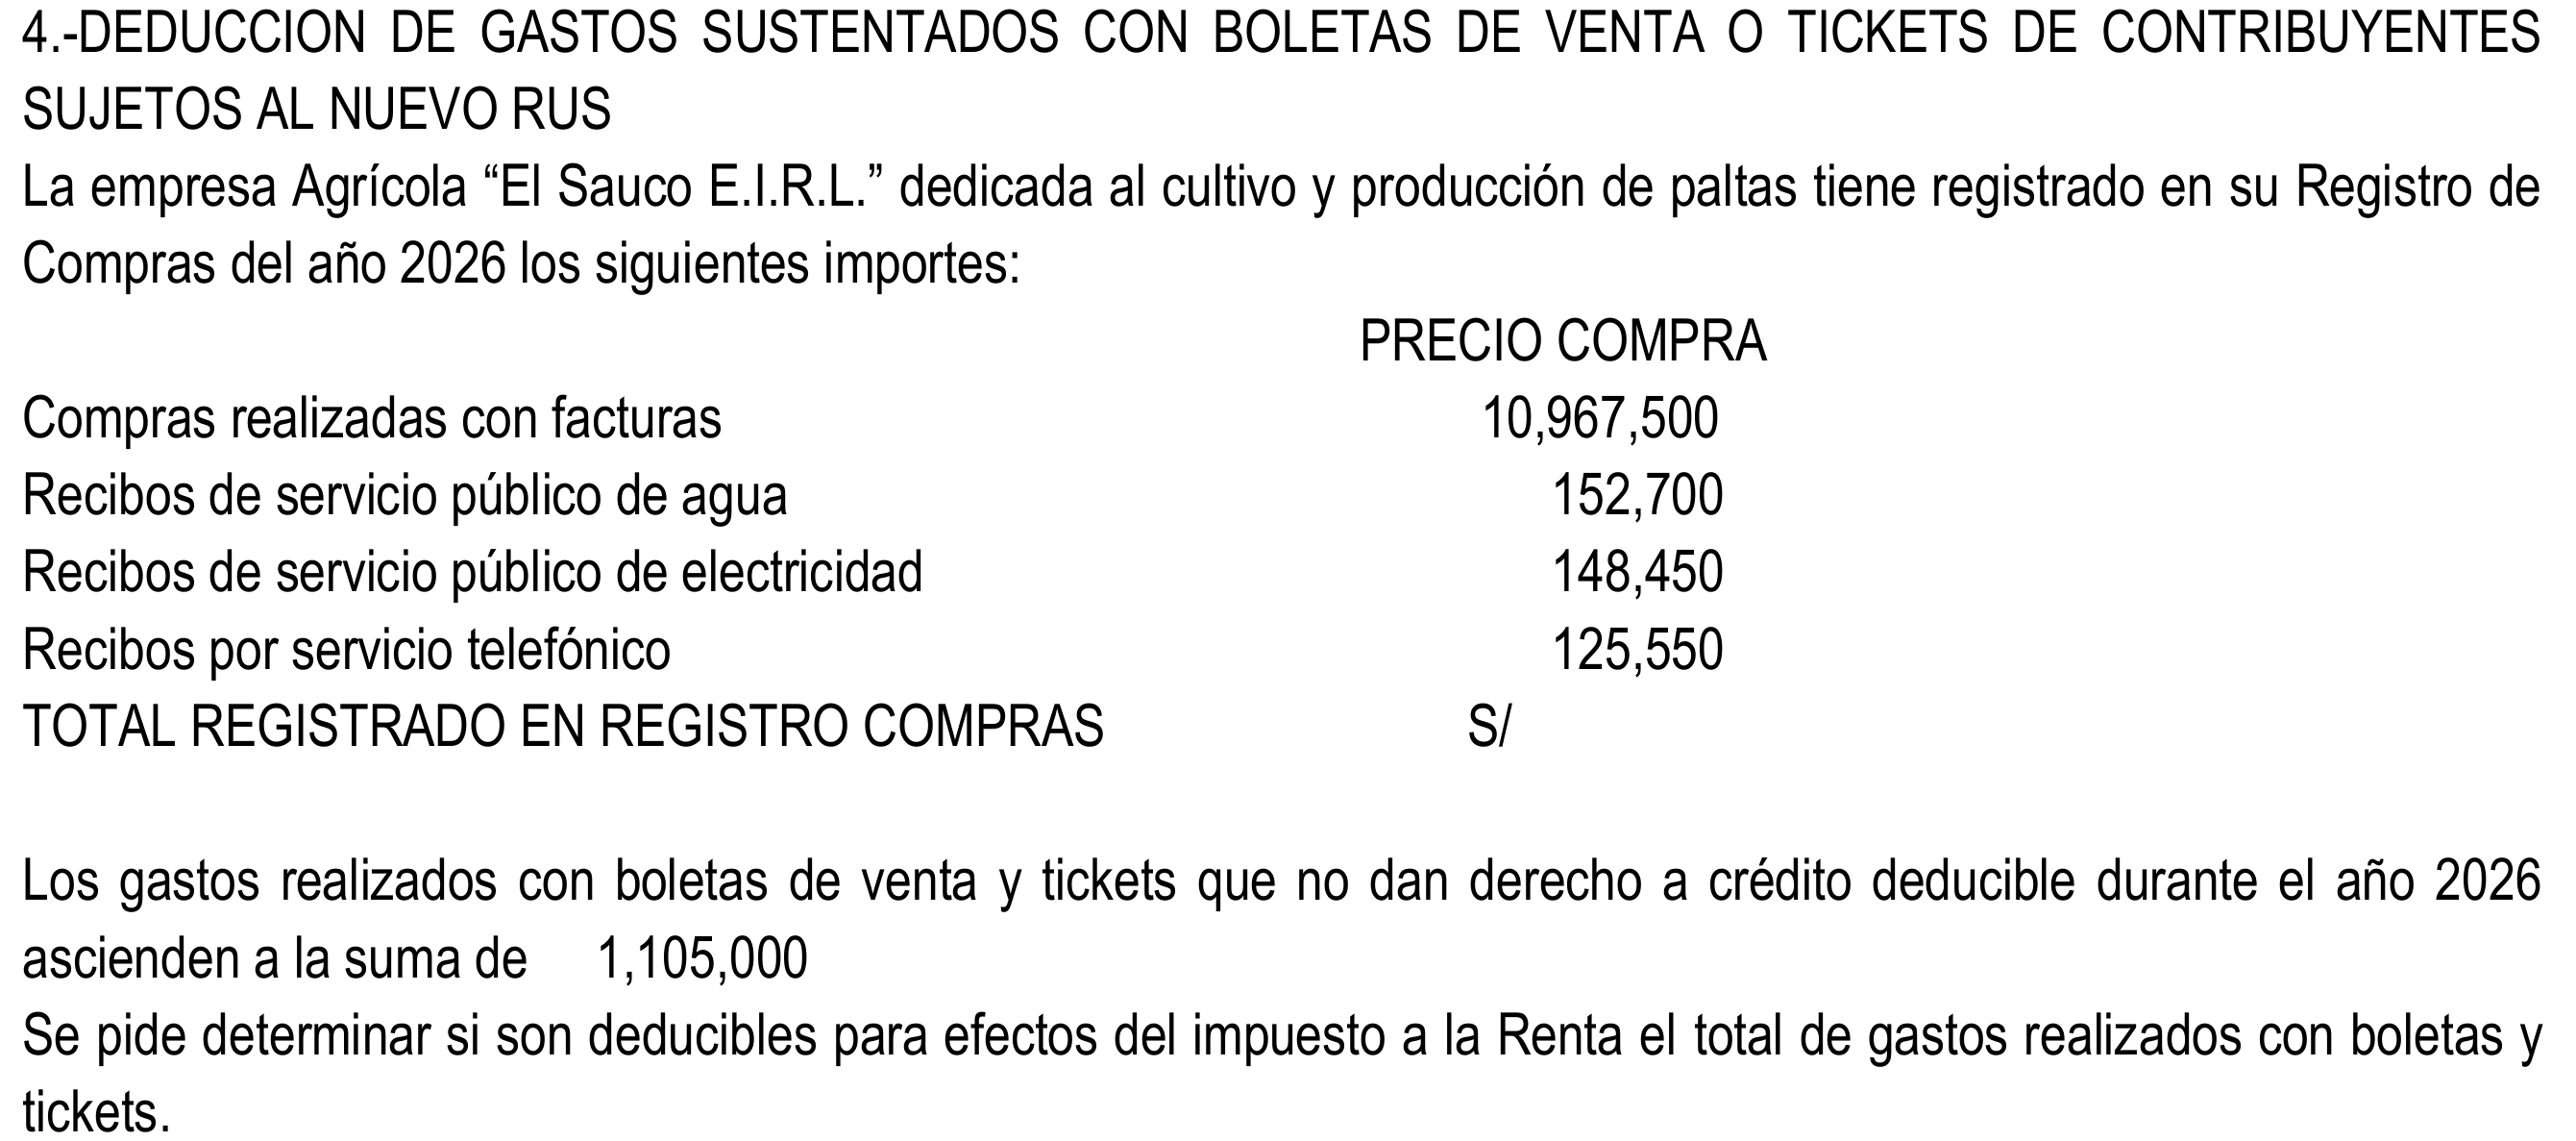 4.-DEDUCCION DE GASTOS SUSTENTADOS CON BOLETAS DE VENTA O TICKETS DE CONTRIBUYENTES
SUJETOS AL NUEVO RUS
La empresa Agrícola “El Sauco E.I.R.L.” dedicada al cultivo y producción de paltas tiene registrado en su Registro de
Compras del año 2026 los siguientes importes:
PRECIO COMPRA
Compras realizadas con facturas 10,967,500
Recibos de servicio público de agua 152,700
Recibos de servicio público de electricidad 148,450
Recibos por servicio telefónico 125,550
TOTAL REGISTRADO EN REGISTRO COMPRAS S/
Los gastos realizados con boletas de venta y tickets que no dan derecho a crédito deducible durante el año 2026
ascienden a la suma de 1,105,000
Se pide determinar si son deducibles para efectos del impuesto a la Renta el total de gastos realizados con boletas y
tickets.